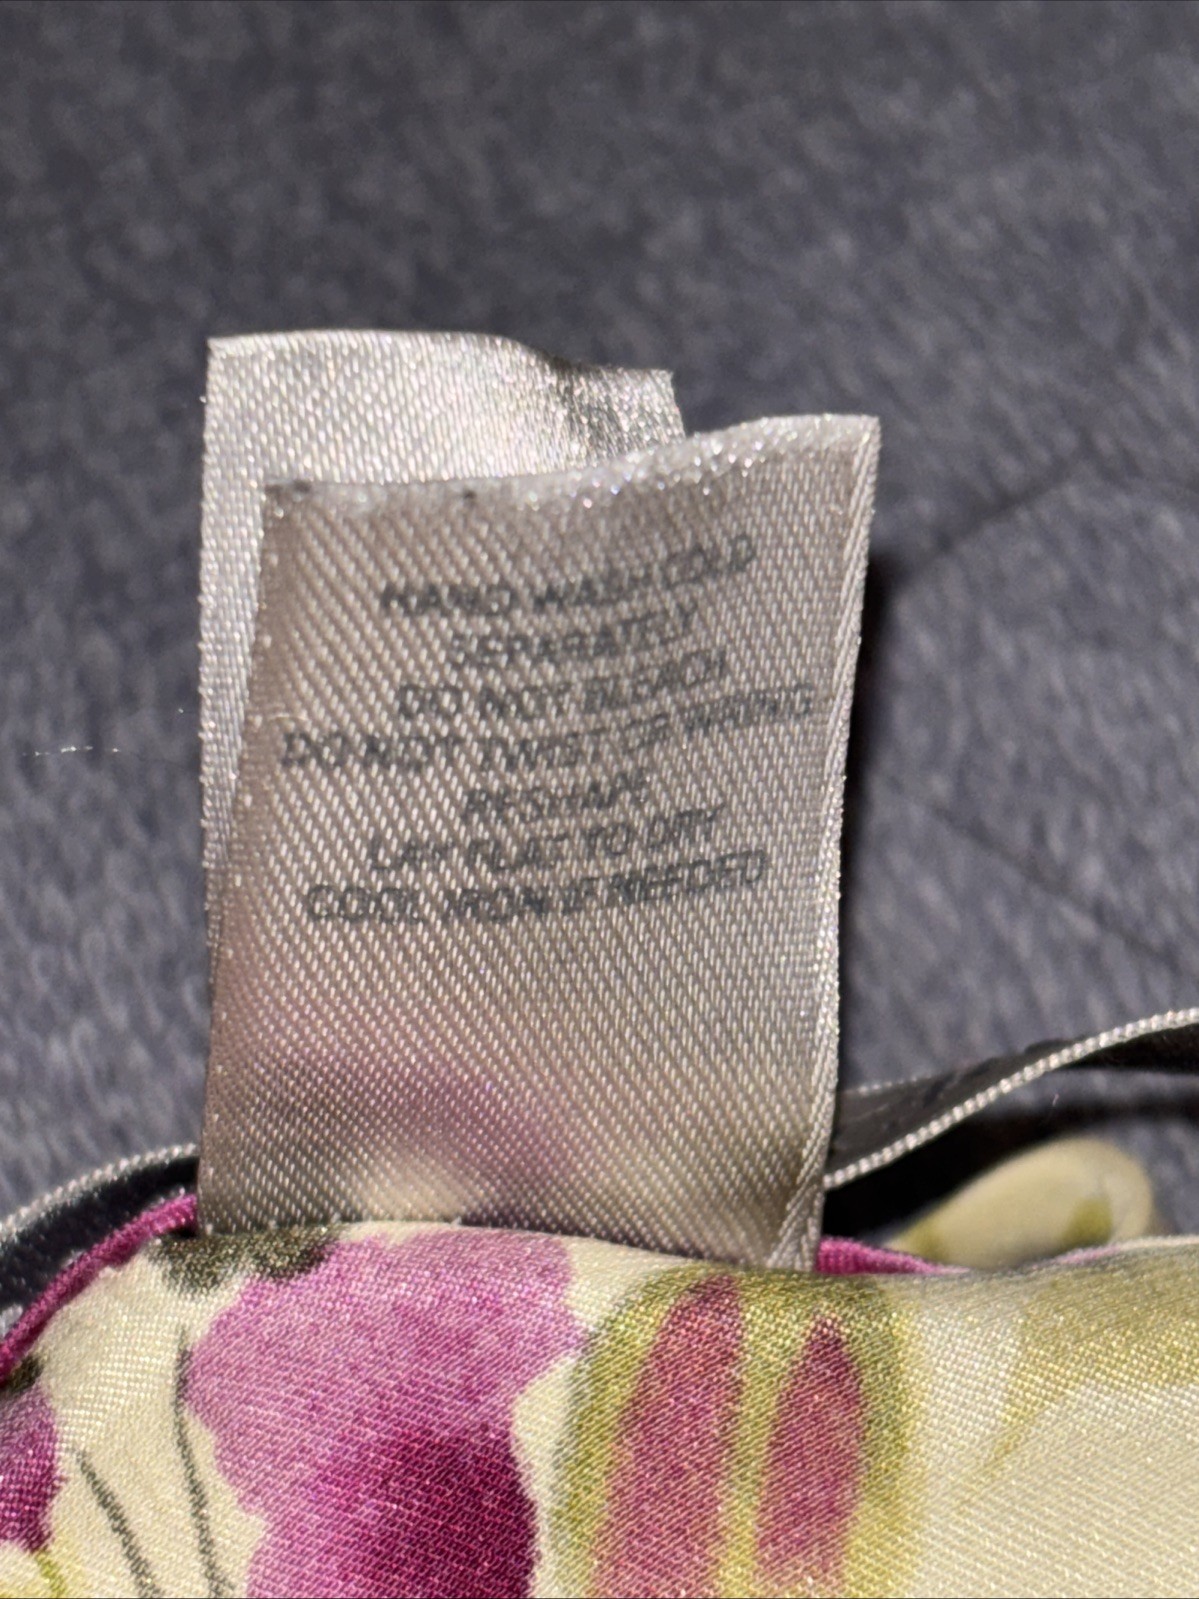 HAND WASH COLD
SEPARATLY
DO NOT BLEACH
DO NOT TWIST OR WRING
RESHAPE
LAY FLAT TO DRY
COOL IRON IF NEEDED